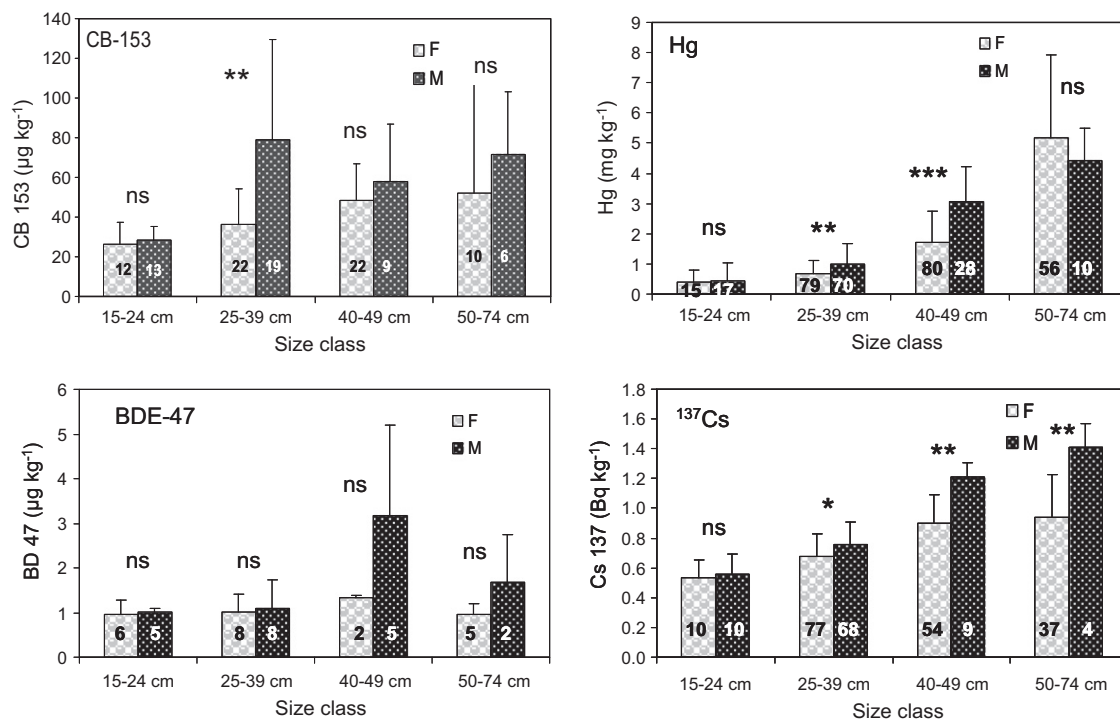 CB-153
CB 153 (µg kg-1)
140
120
100
80
60
40
20
0
F
M
ns
**
ns
ns
12
13
22
19
22
9
10
6
15-24 cm
25-39 cm
40-49 cm
50-74 cm
Size class
Hg
Hg (mg kg-1)
9
8
7
6
5
4
3
2
1
0
F
M
ns
**
***
ns
15
17
79
70
80
28
56
10
15-24 cm
25-39 cm
40-49 cm
50-74 cm
Size class
BDE-47
BD 47 (µg kg-1)
6
5
4
3
2
1
0
F
M
ns
ns
ns
ns
6
5
8
8
2
5
5
2
15-24 cm
25-39 cm
40-49 cm
50-74 cm
Size class
137Cs
Cs 137 (Bq kg-1)
1.8
1.6
1.4
1.2
1.0
0.8
0.6
0.4
0.2
0.0
F
M
ns
*
**
**
10
10
77
68
54
9
37
4
15-24 cm
25-39 cm
40-49 cm
50-74 cm
Size class